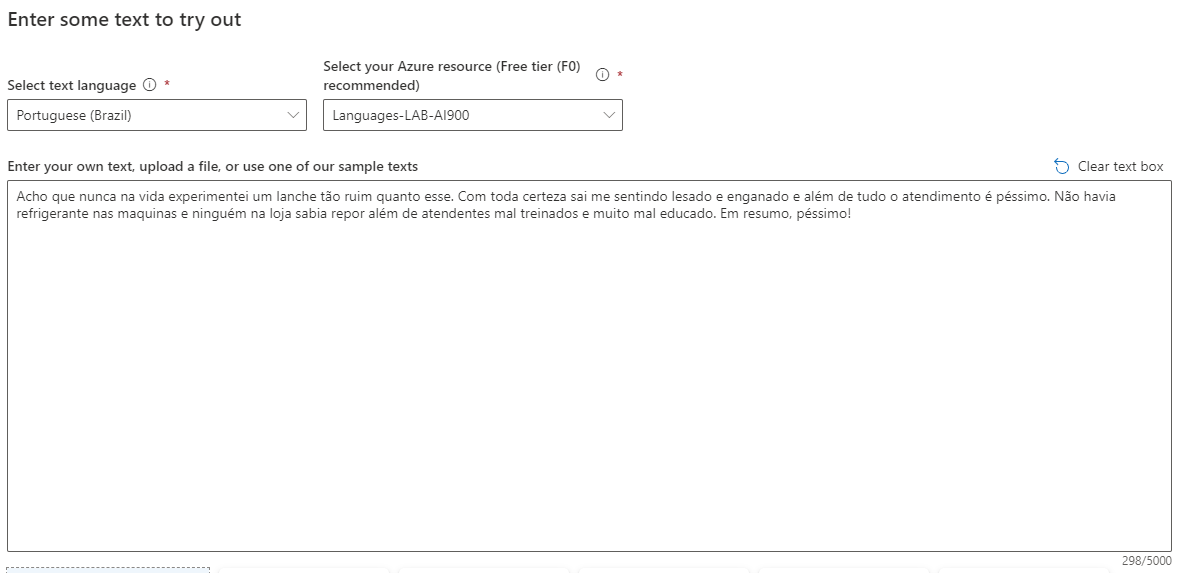 Enter some text to try out
Select text language *
Select your Azure resource (Free tier (F0)
recommended) *
Portuguese (Brazil)
Languages-LAB-AI900
Enter your own text, upload a file, or use one of our sample texts
Clear text box
Acho que nunca na vida experimentei um lanche tão ruim quanto esse. Com toda certeza sai me sentindo lesado e enganado e além de tudo o atendimento é péssimo. Não havia
refrigerante nas maquinas e ninguém na loja sabia repor além de atendentes mal treinados e muito mal educado. Em resumo, péssimo!
298/5000